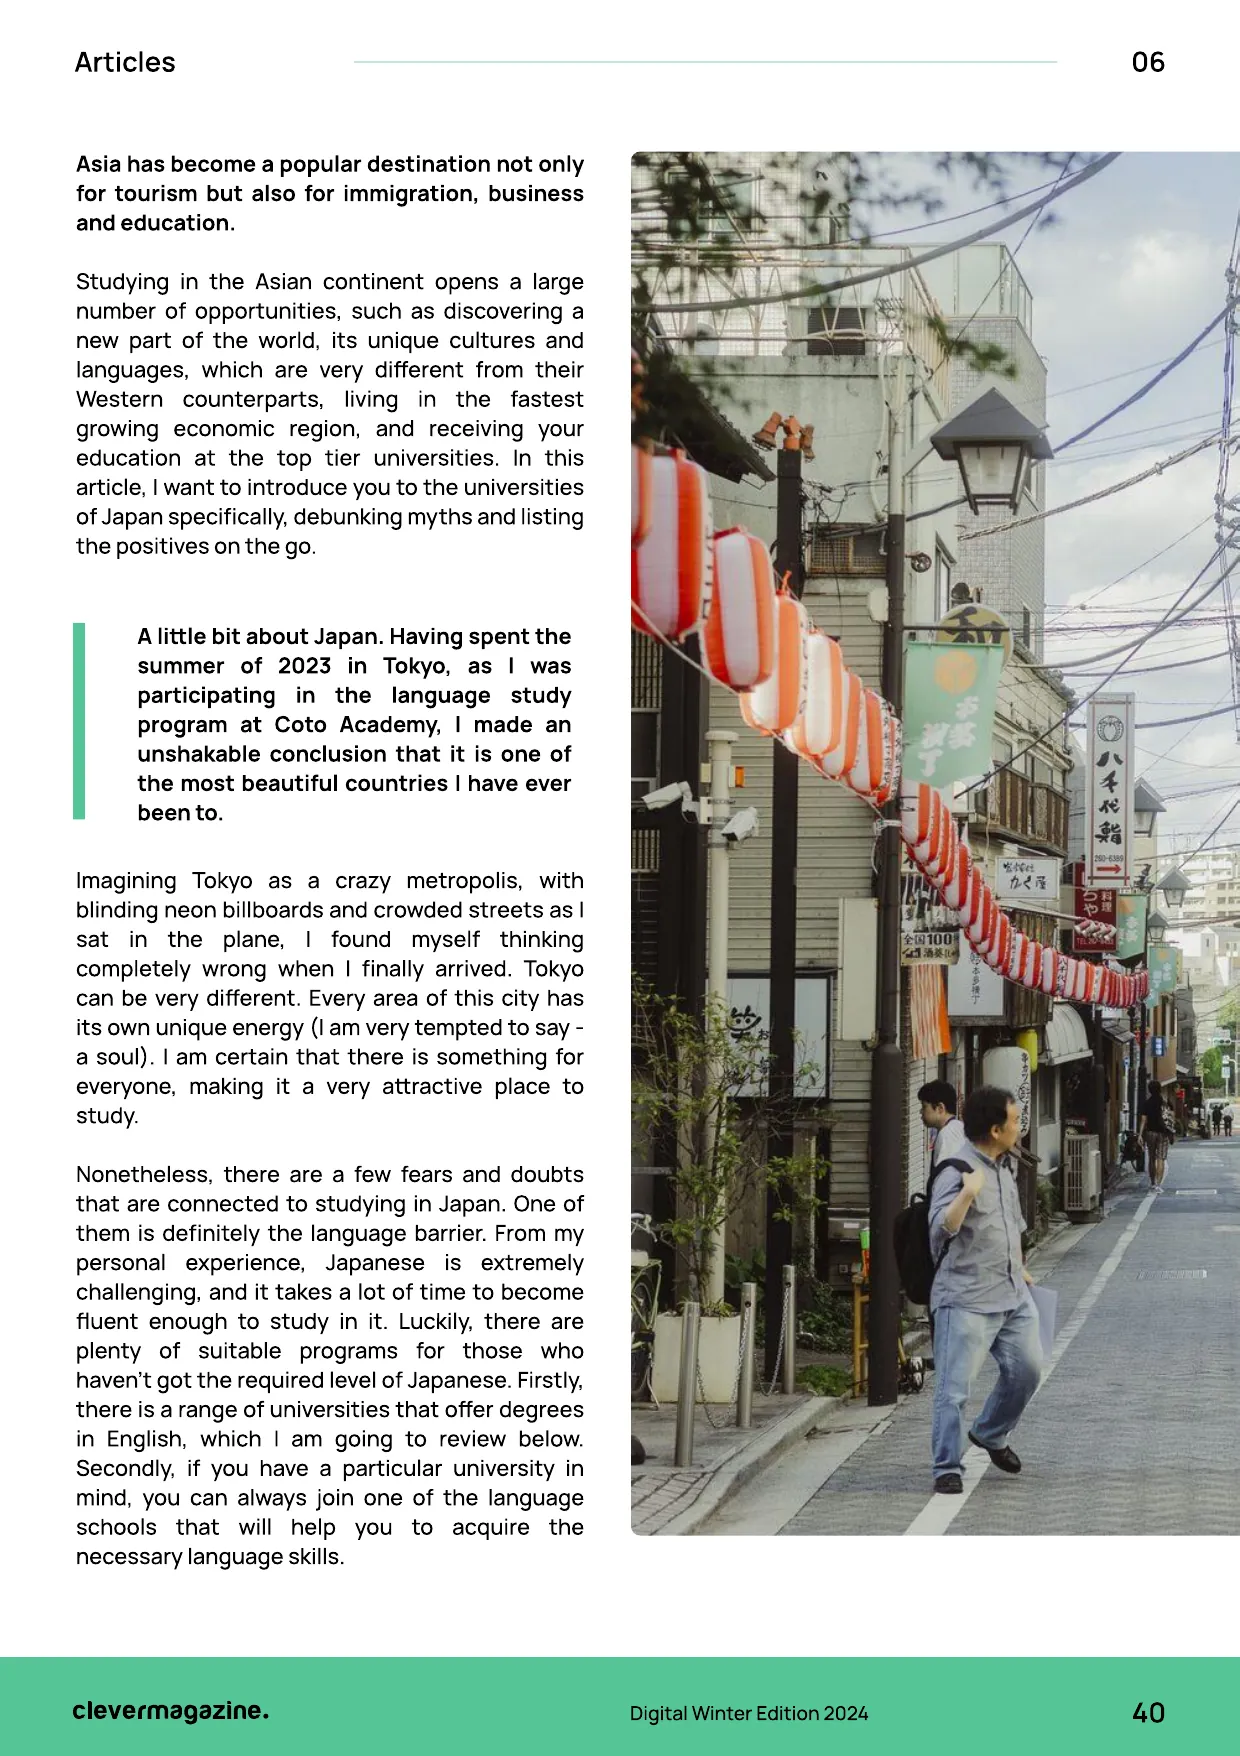 Articles
06
Asia has become a popular destination not only
for tourism but also for immigration, business
and education.
Studying in the Asian continent opens a large
number of opportunities, such as discovering a
new part of the world, its unique cultures and
languages, which are very different from their
Western counterparts, living in the fastest
growing economic region, and receiving your
education at the top tier universities. In this
article, I want to introduce you to the universities
of Japan specifically, debunking myths and listing
the positives on the go.
A little bit about Japan. Having spent the
summer of 2023 in Tokyo, as I was
participating in the language study
program at Coto Academy, I made an
unshakable conclusion that it is one of
the most beautiful countries I have ever
been to.
Imagining Tokyo as a crazy metropolis, with
blinding neon billboards and crowded streets as I
sat in the plane, I found myself thinking
completely wrong when I finally arrived. Tokyo
can be very different. Every area of this city has
its own unique energy (I am very tempted to say -
a soul). I am certain that there is something for
everyone, making it a very attractive place to
study.
Nonetheless, there are a few fears and doubts
that are connected to studying in Japan. One of
them is definitely the language barrier. From my
personal experience, Japanese is extremely
challenging, and it takes a lot of time to become
fluent enough to study in it. Luckily, there are
plenty of suitable programs for those who
haven't got the required level of Japanese. Firstly,
there is a range of universities that offer degrees
in English, which I am going to review below.
Secondly, if you have a particular university in
mind, you can always join one of the language
schools that will help you to acquire the
necessary language skills.
和
八千代鮨
260-6389
料理
全国100
笑
clevermagazine.
Digital Winter Edition 2024
40